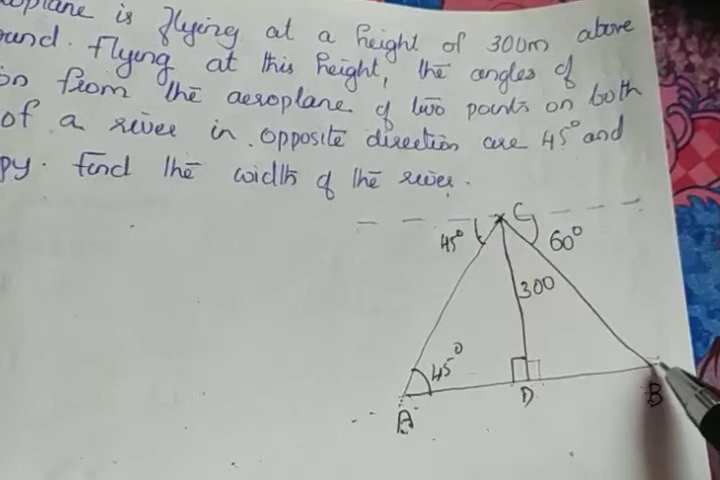 is flying at a height of 300m above
flying at this height, the angles of
from the aeroplane of two points on both
of a river in opposite direction are 45° and
find the width of the river.
C
45° 60°
300
45°
A D B